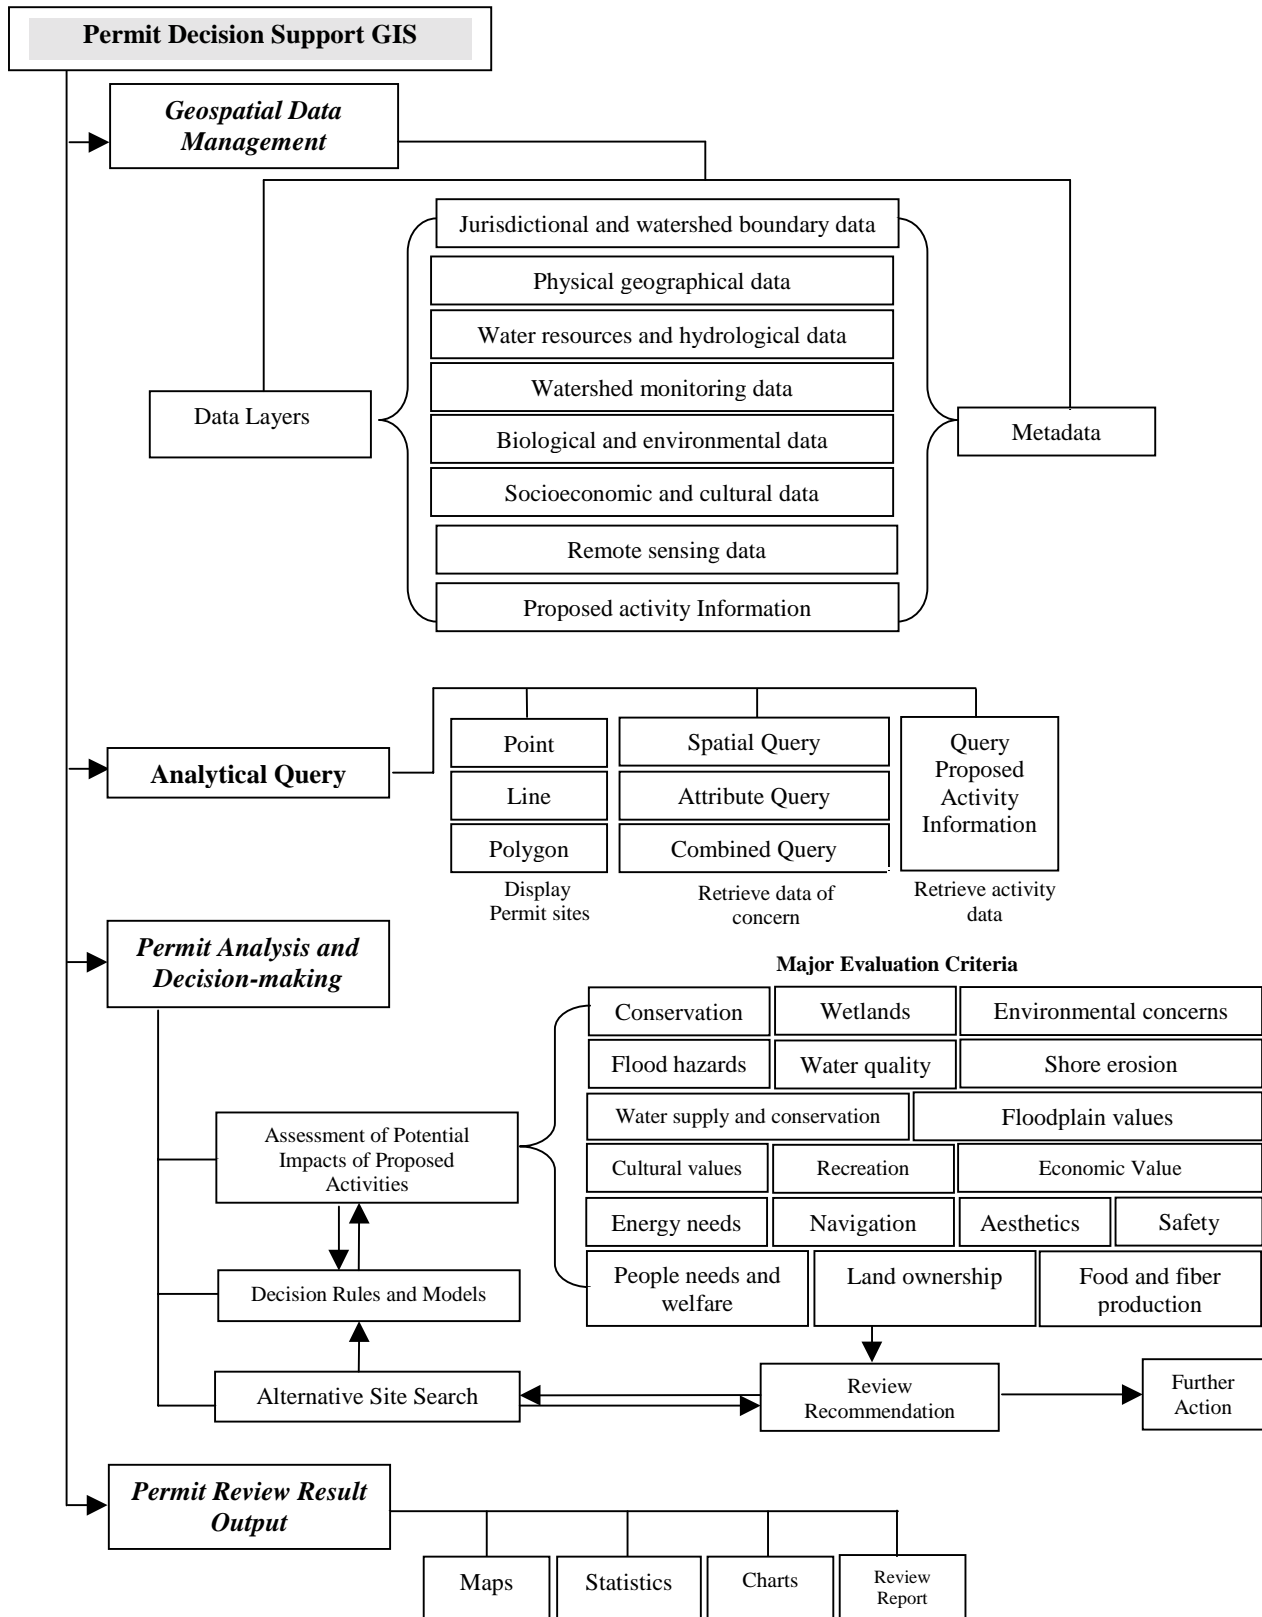 Permit Decision Support GIS
Geospatial Data
Management
Jurisdictional and watershed boundary data
Physical geographical data
Water resources and hydrological data
Watershed monitoring data
Data Layers
Biological and environmental data
Metadata
Socioeconomic and cultural data
Remote sensing data
Proposed activity Information
Analytical Query
Point
Line
Polygon
Display
Permit sites
Spatial Query
Attribute Query
Combined Query
Retrieve data of
concern
Query
Proposed
Activity
Information
Retrieve activity
data
Permit Analysis and
Decision-making
Major Evaluation Criteria
Conservation
Wetlands
Environmental concerns
Flood hazards
Water quality
Shore erosion
Water supply and conservation
Floodplain values
Cultural values
Recreation
Economic Value
Energy needs
Navigation
Aesthetics
Safety
People needs and
welfare
Land ownership
Food and fiber
production
Assessment of Potential
Impacts of Proposed
Activities
Decision Rules and Models
Alternative Site Search
Review
Recommendation
Further
Action
Permit Review Result
Output
Maps
Statistics
Charts
Review
Report